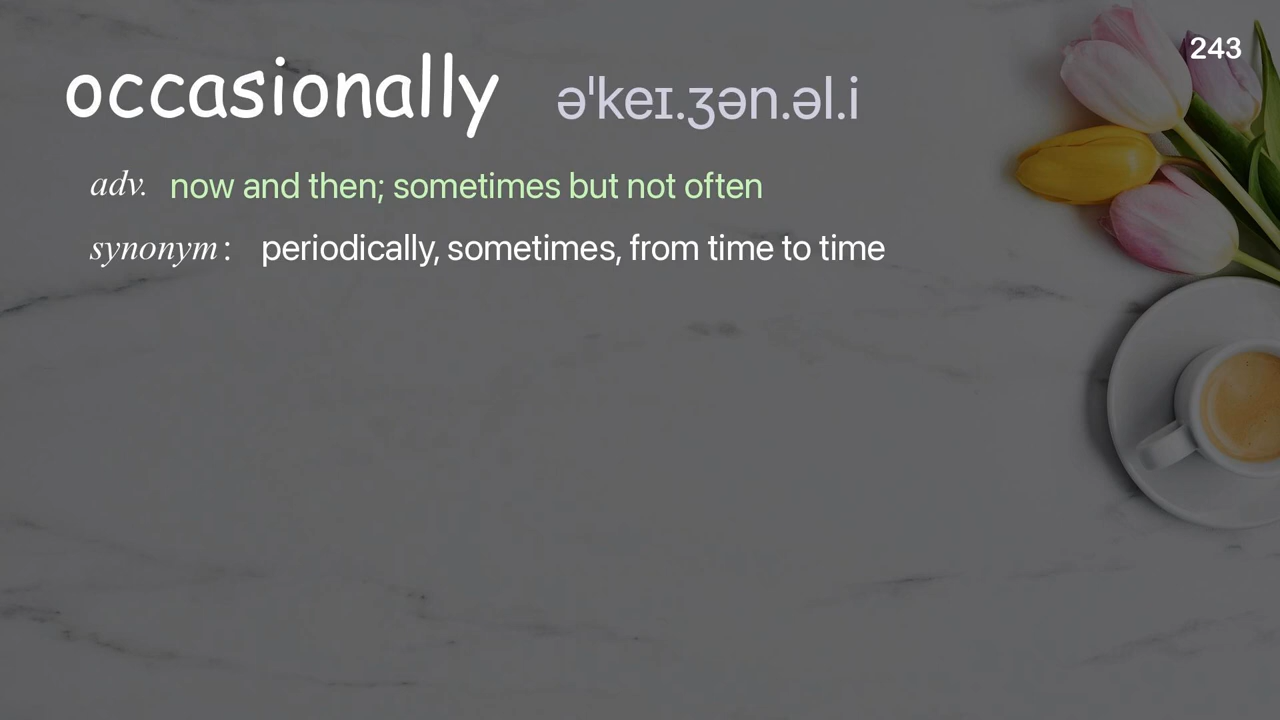 243
occasionally əˈkeɪ.ʒən.əl.i
adv. now and then; sometimes but not often
synonym: periodically, sometimes, from time to time